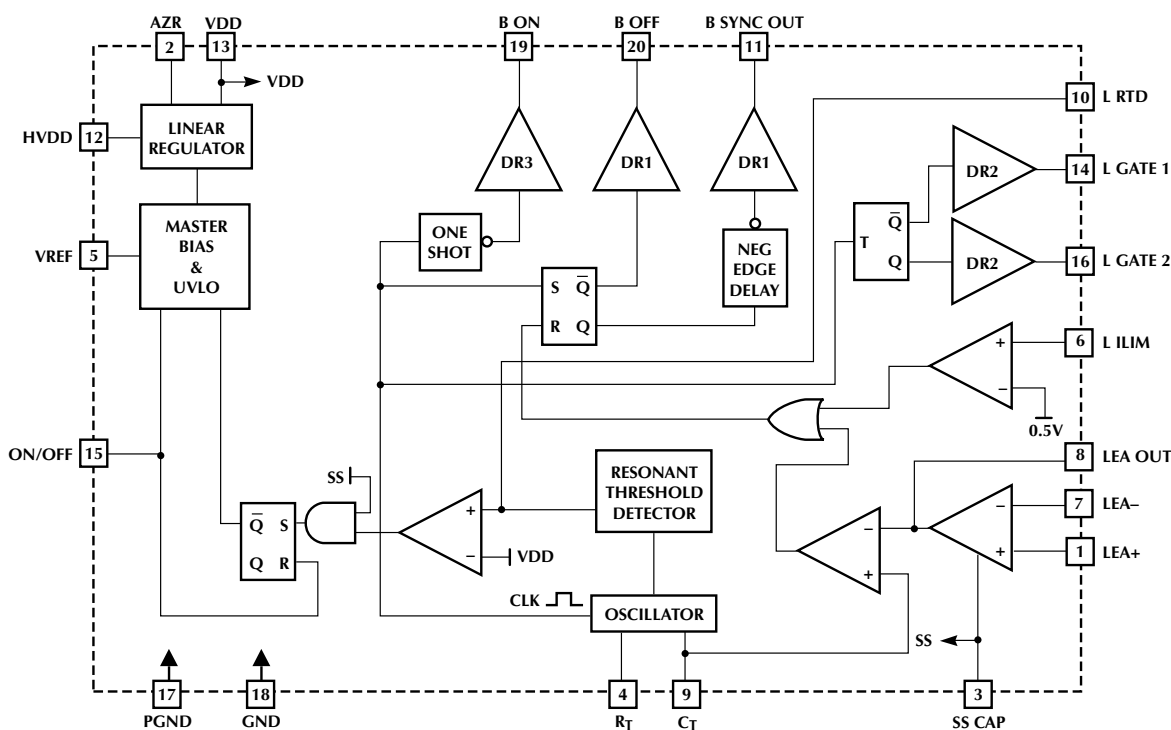 AZR
VDD
B ON
B OFF
B SYNC OUT
2
13
19
20
11
VDD
10
L RTD
HVDD
12
LINEAR
REGULATOR
DR3
DR1
DR1
DR2
14
L GATE 1
MASTER
BIAS
&
UVLO
VREF
5
ONE
SHOT
NEG
EDGE
DELAY
T
Q̅
Q
DR2
16
L GATE 2
S
Q̅
R
Q
+
−
6
L ILIM
0.5V
ON/OFF
15
SS
RESONANT
THRESHOLD
DETECTOR
8
LEA OUT
Q̅
S
Q
R
+
−
VDD
−
+
−
+
7
LEA–
1
LEA+
CLK
OSCILLATOR
SS
17
18
4
9
3
PGND
GND
RT
CT
SS CAP